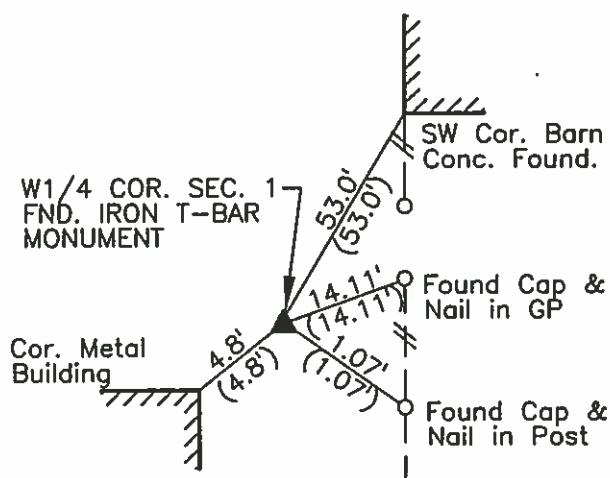 SW Cor. Barn
Conc. Found.
W1/4 COR. SEC. 1
FND. IRON T-BAR
MONUMENT
53.0'
(53.0')
14.11'
(14.11')
Found Cap &
Nail in GP
Cor. Metal
Building
4.8'
(4.8')
1.07'
(1.07')
Found Cap &
Nail in Post